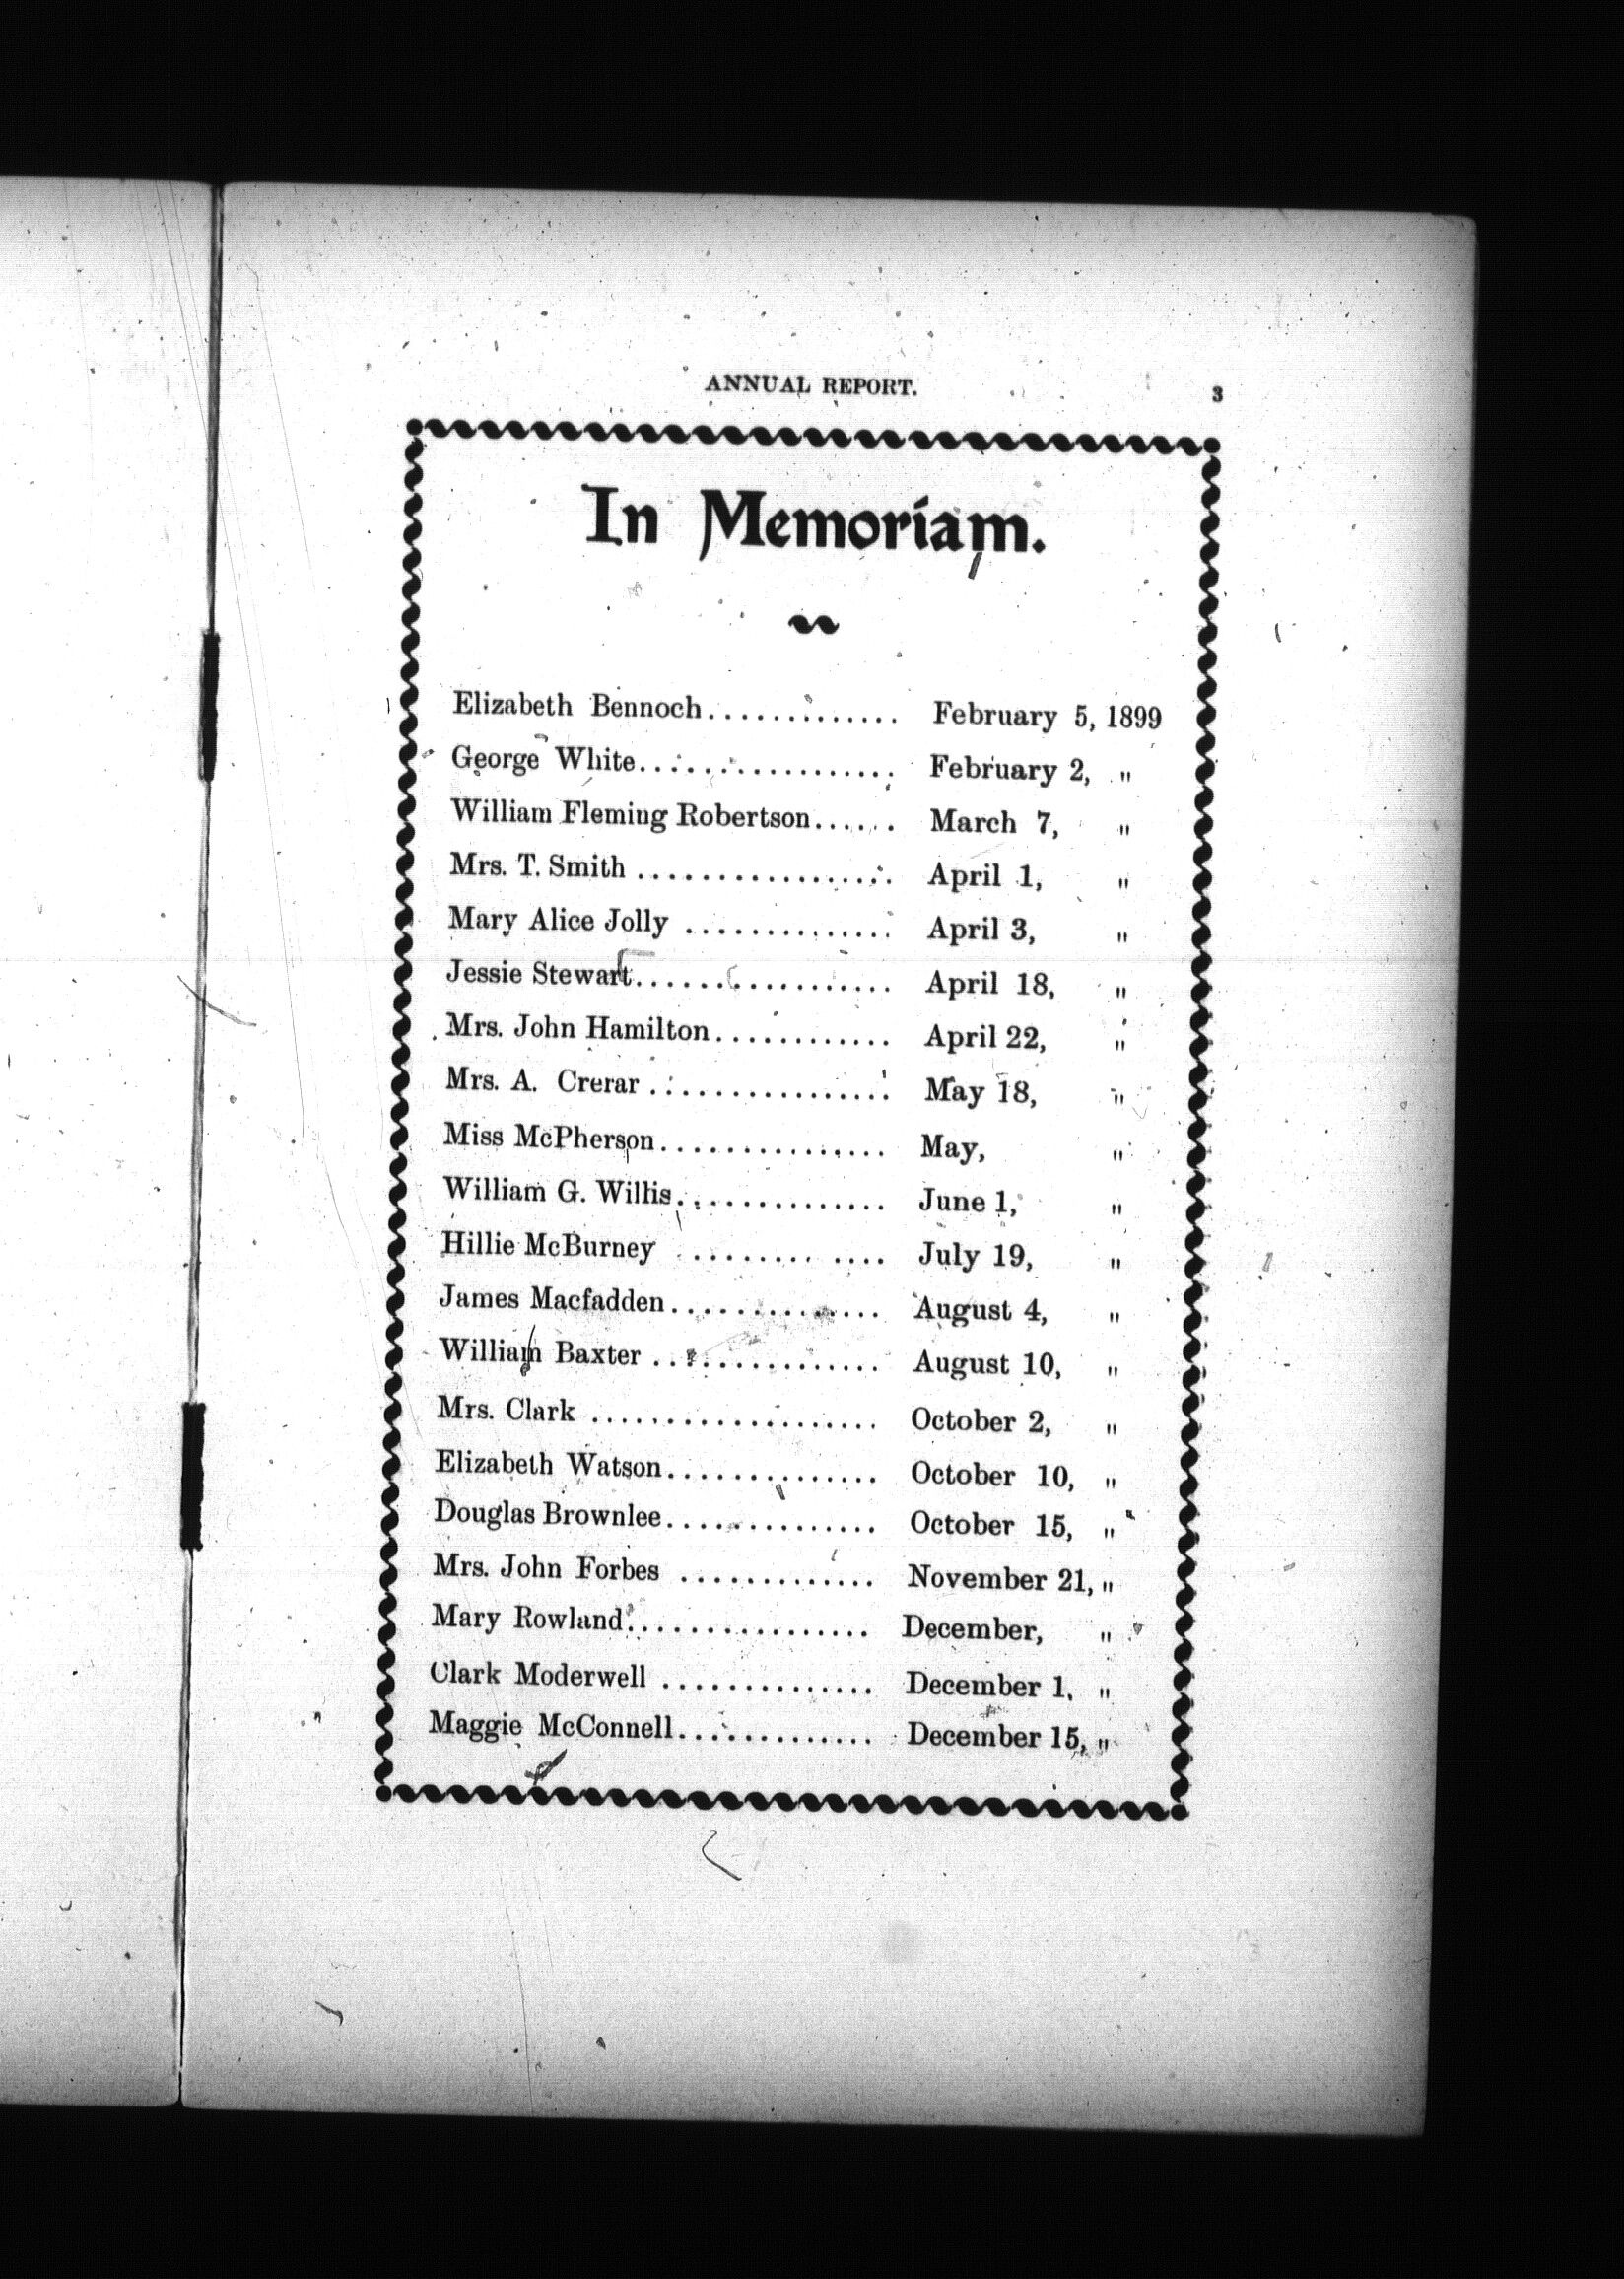 ANNUAL REPORT. 3
In Memoriam.
Elizabeth Bennoch............. February 5, 1899
George White................. February 2, "
William Fleming Robertson...... March 7, "
Mrs. T. Smith ................ April 1, "
Mary Alice Jolly ............. April 3, "
Jessie Stewart................ April 18, "
Mrs. John Hamilton........... April 22, "
Mrs. A. Crerar ............... May 18, "
Miss McPherson.............. May, "
William G. Willis............. June 1, "
Hillie McBurney ........ .... July 19, "
James Macfadden............. August 4, "
William Baxter .............. August 10, "
Mrs. Clark .................. October 2, "
Elizabeth Watson............. October 10, "
Douglas Brownlee............. October 15, "
Mrs. John Forbes ............ November 21, "
Mary Rowland............... December, "
Clark Moderwell ............. December 1, "
Maggie McConnell............ December 15, "